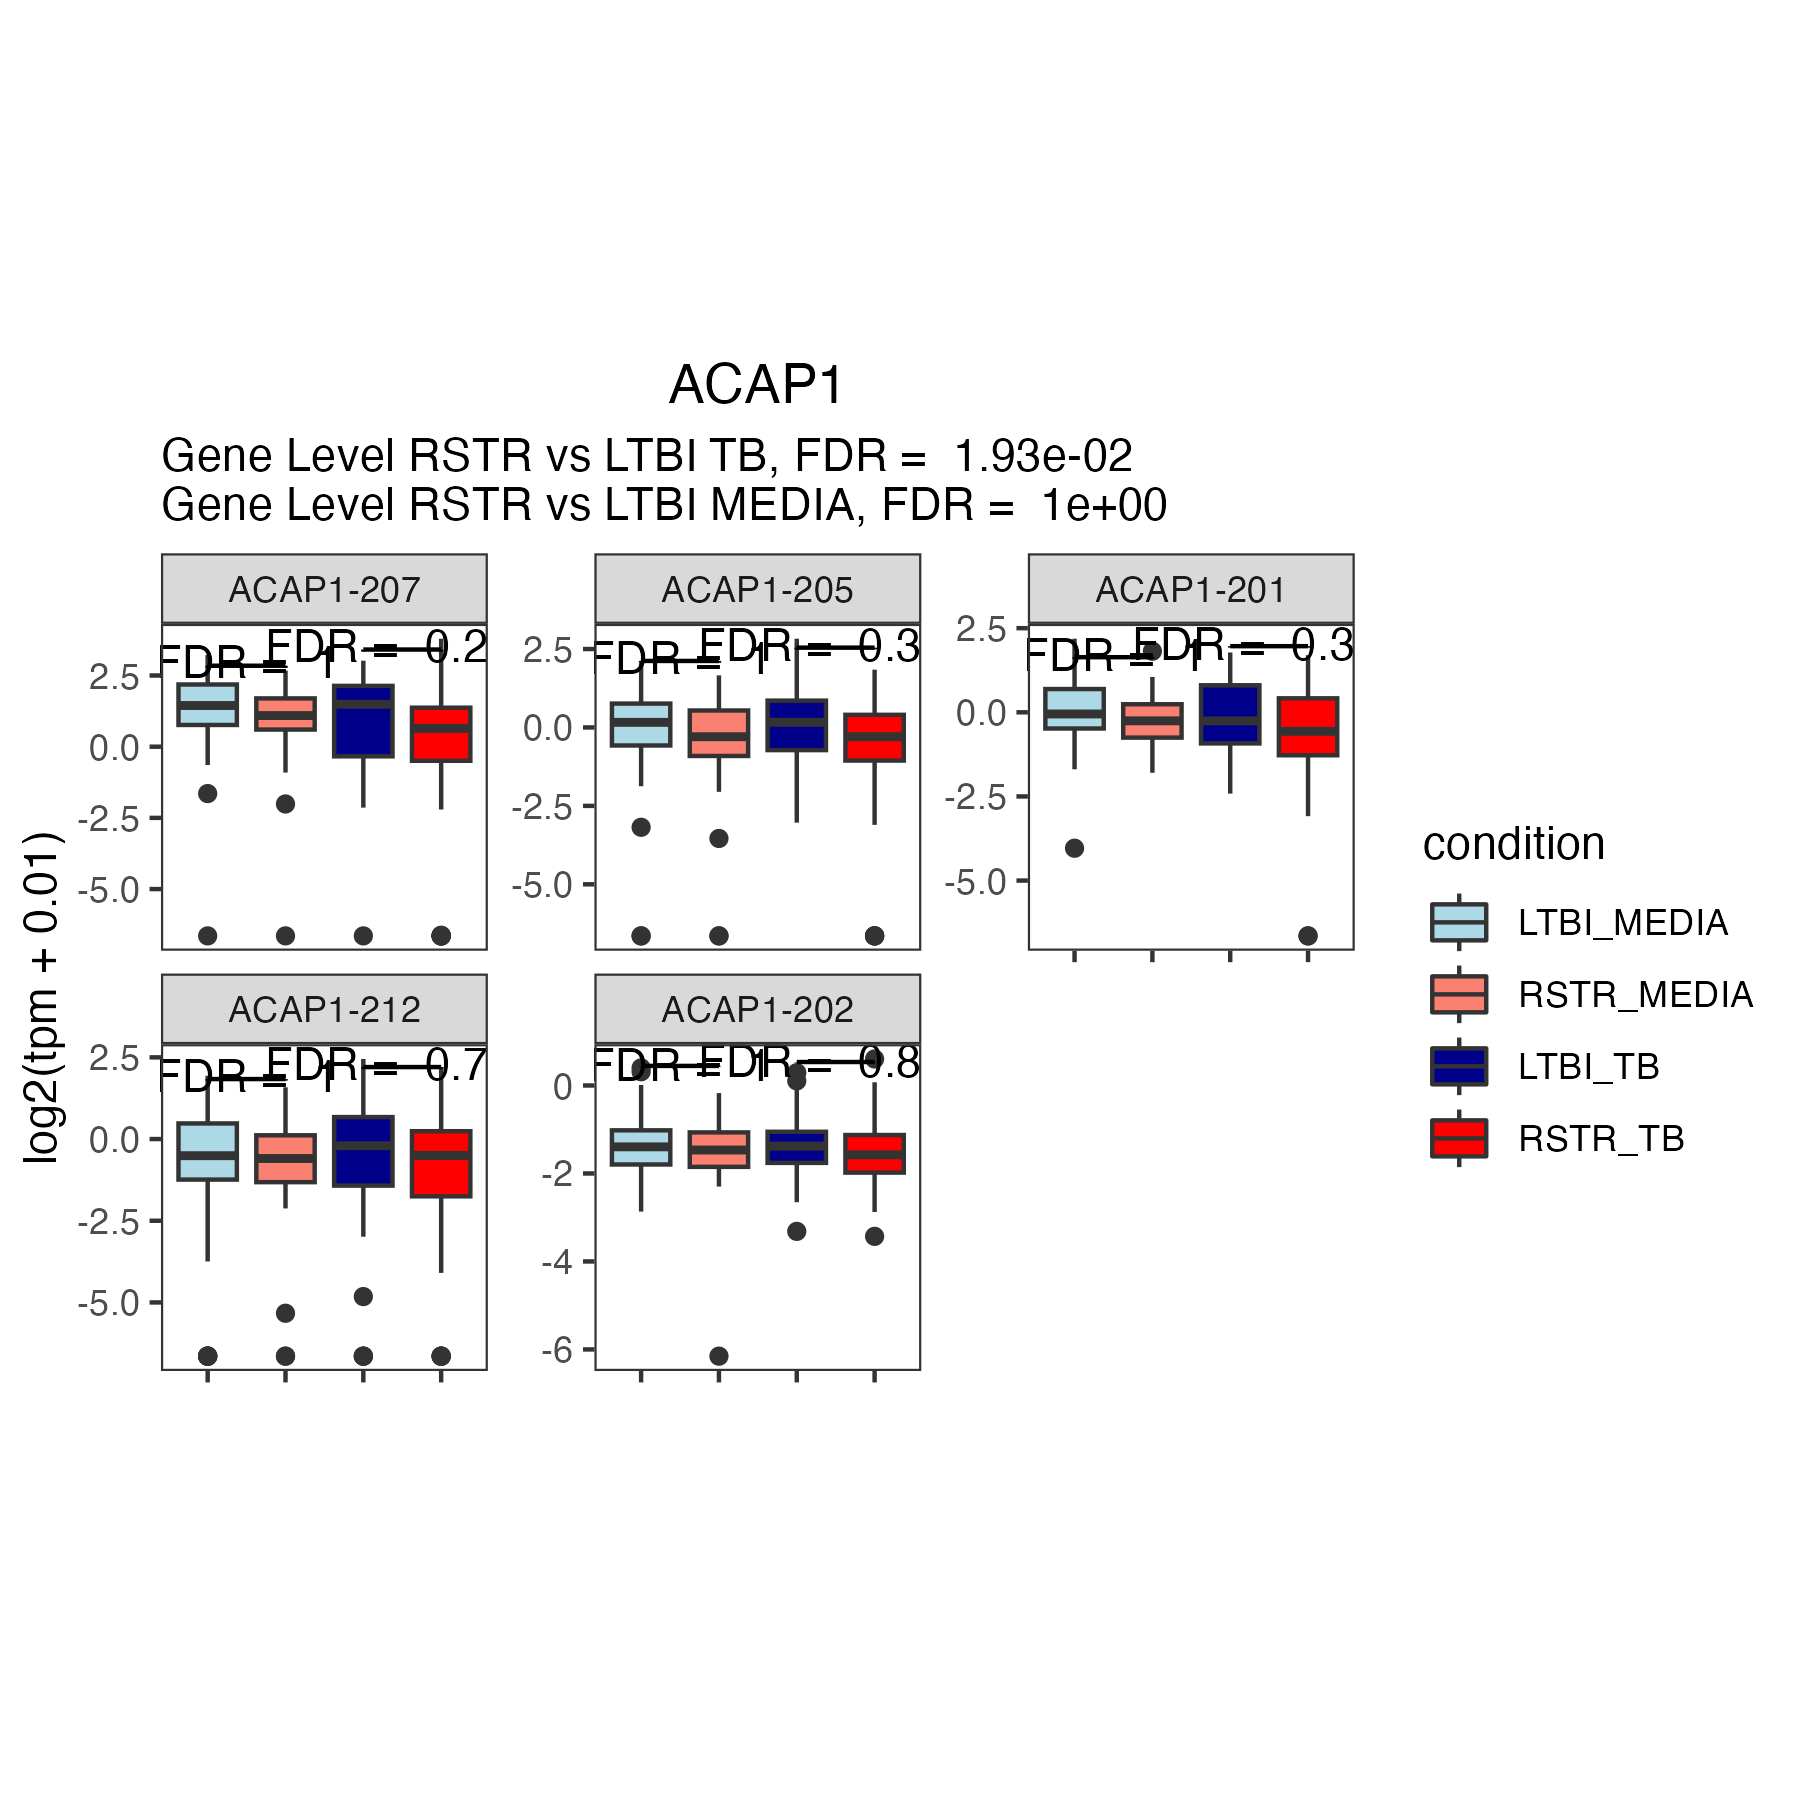 ACAP1
Gene Level RSTR vs LTBI TB, FDR = 1.93e-02
Gene Level RSTR vs LTBI MEDIA, FDR = 1e+00
log2(tpm + 0.01)
ACAP1-207
FDR = 1
FDR = 0.2
2.5
0.0
-2.5
-5.0
ACAP1-205
FDR = 1
FDR = 0.3
2.5
0.0
-2.5
-5.0
ACAP1-201
FDR = 1
FDR = 0.3
2.5
0.0
-2.5
-5.0
ACAP1-212
FDR = 1
FDR = 0.7
2.5
0.0
-2.5
-5.0
ACAP1-202
FDR = 1
FDR = 0.8
0
-2
-4
-6
condition
LTBI_MEDIA
RSTR_MEDIA
LTBI_TB
RSTR_TB